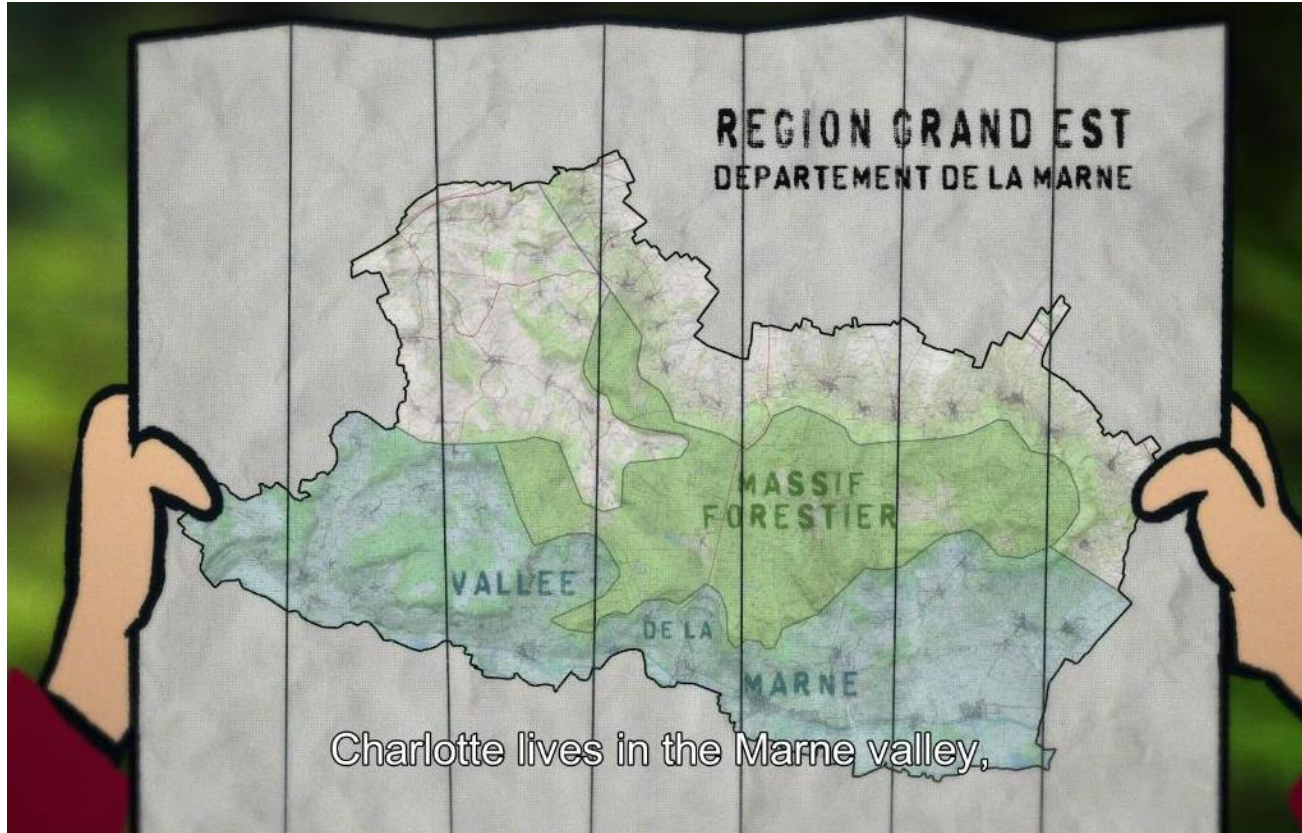 REGION GRAND EST
DEPARTEMENT DE LA MARNE
MASSIF
FORESTIER
VALLEE
DE LA
MARNE
Charlotte lives in the Marne valley,